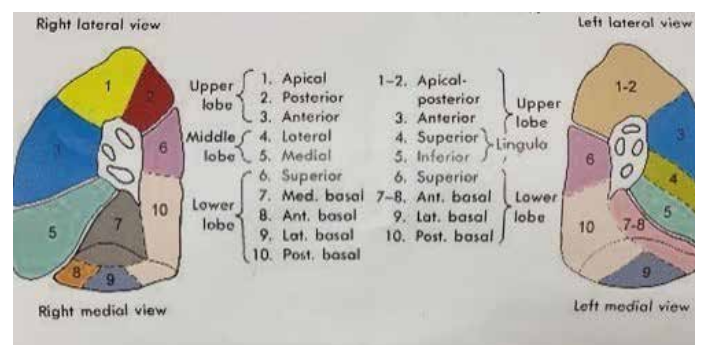 Right lateral view
Left lateral view
Upper lobe
1. Apical
2. Posterior
3. Anterior
Middle lobe
4. Lateral
5. Medial
Lower lobe
6. Superior
7. Med. basal
8. Ant. basal
9. Lat. basal
10. Post. basal
1-2. Apical-
posterior
3. Anterior
Upper lobe
4. Superior
5. Inferior
Lingula
6. Superior
7-8. Ant. basal
9. Lat. basal
10. Post. basal
Lower lobe
1
2
3
6
10
7
5
8
9
1-2
3
6
4
5
10
7-8
9
Right medial view
Left medial view